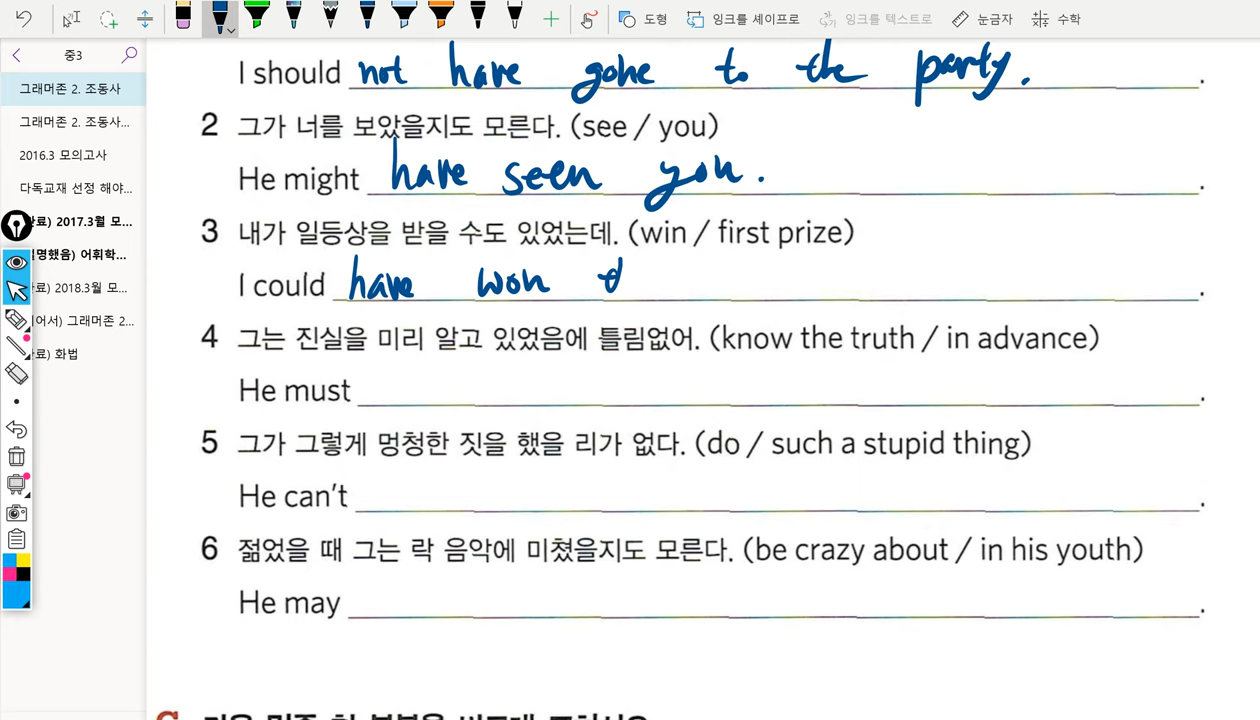 도형
잉크를 셰이프로
잉크를 텍스트로
눈금자
수학
중3
그래머존 2. 조동사
그래머존 2. 조동사...
2016.3 모의고사
다독교재 선정 해야...
료) 2017.3월 모...
명했음) 어휘학...
료) 2018.3월 모...
어서) 그래머존 2...
료) 화법
I should not have gone to the party. .
2 그가 너를 보았을지도 모른다. (see / you)
He might have seen you. .
3 내가 일등상을 받을 수도 있었는데. (win / first prize)
I could have won .
4 그는 진실을 미리 알고 있었음에 틀림없어. (know the truth / in advance)
He must .
5 그가 그렇게 멍청한 짓을 했을 리가 없다. (do / such a stupid thing)
He can't .
6 젊었을 때 그는 락 음악에 미쳤을지도 모른다. (be crazy about / in his youth)
He may .